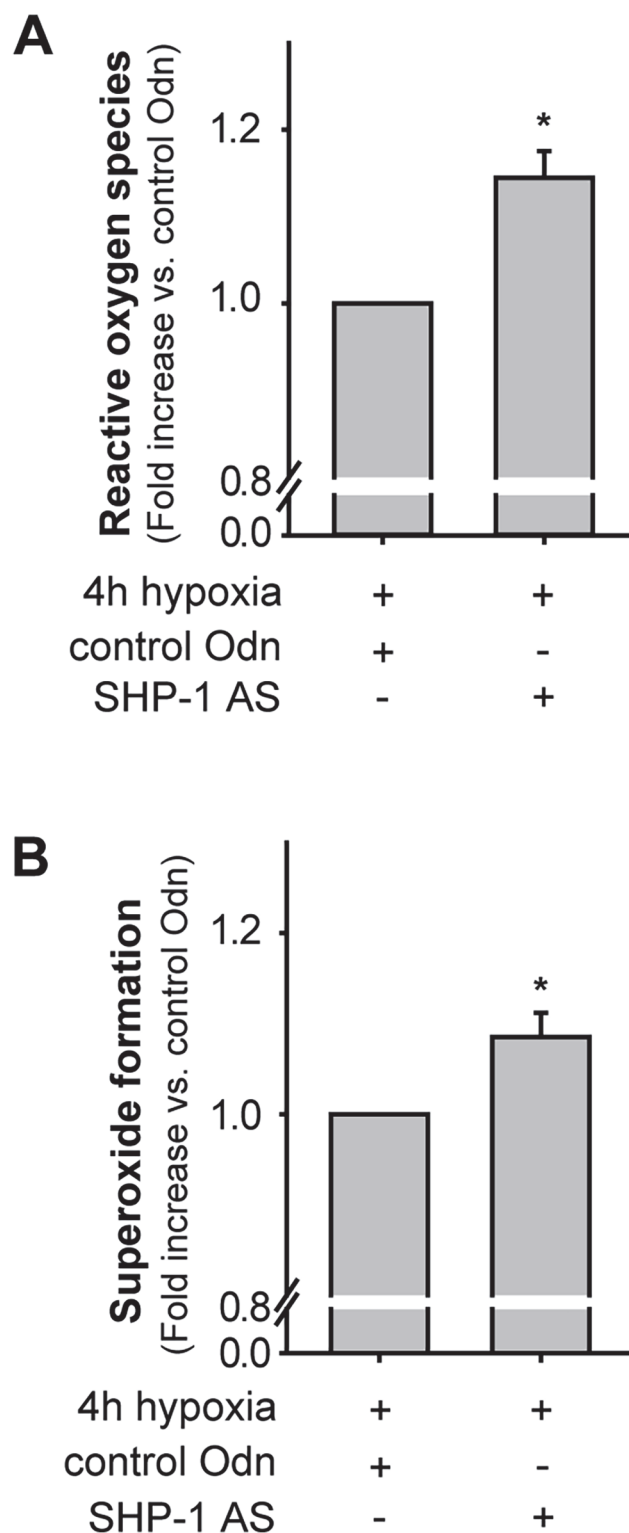 A
Reactive oxygen species
(Fold increase vs. control Odn)
1.2
*
1.0
0.8
0.0
4h hypoxia + +
control Odn + -
SHP-1 AS - +
B
Superoxide formation
(Fold increase vs. control Odn)
1.2
*
1.0
0.8
0.0
4h hypoxia + +
control Odn + -
SHP-1 AS - +